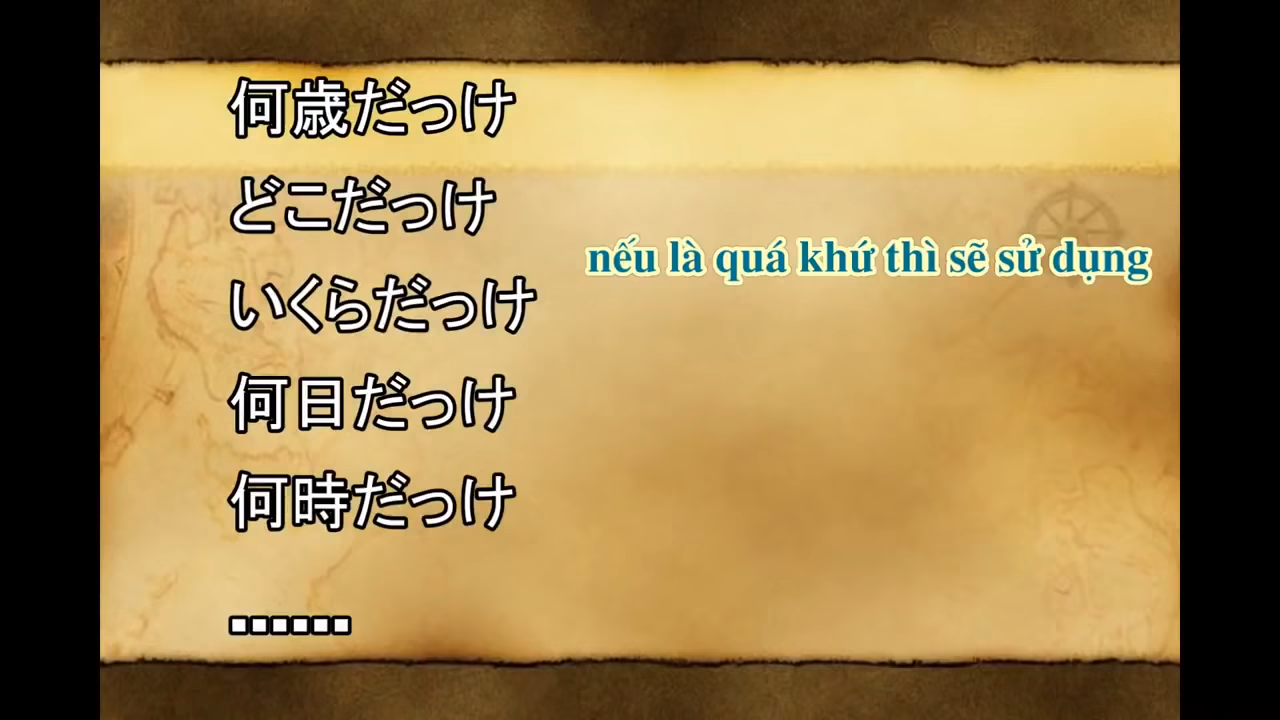 何歳だっけ
どこだっけ
nếu là quá khứ thì sẽ sử dụng
いくらだっけ
何日だっけ
何時だっけ
......